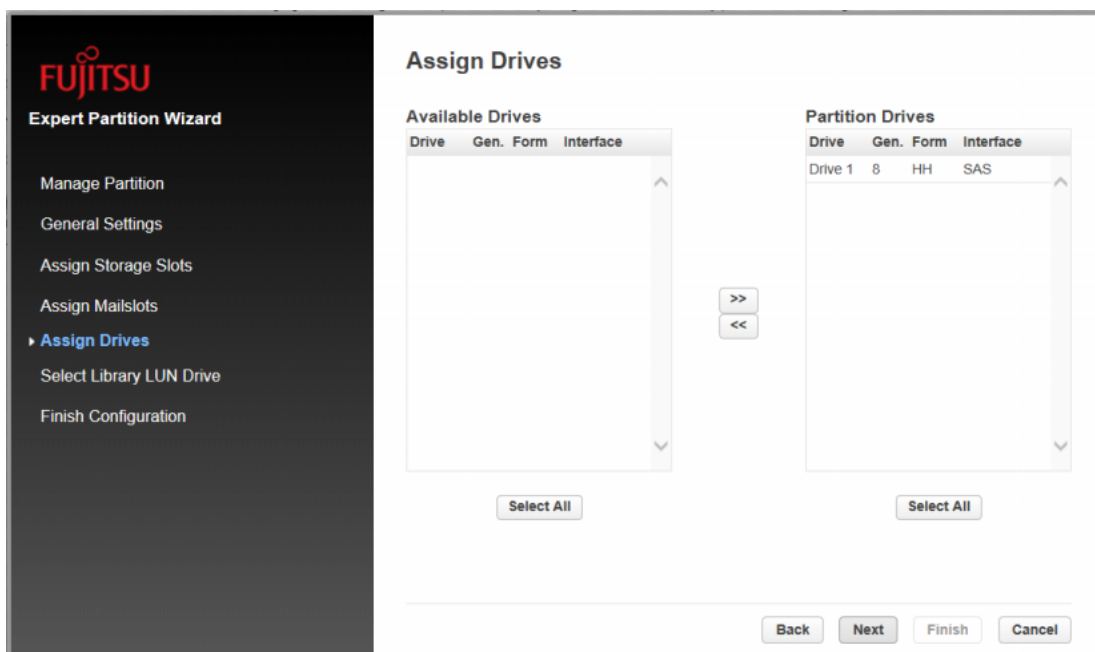 FUJITSU
Expert Partition Wizard
Manage Partition
General Settings
Assign Storage Slots
Assign Mailslots
Assign Drives
Select Library LUN Drive
Finish Configuration
Assign Drives
Available Drives
Drive Gen. Form Interface
Select All
>>
<<
Partition Drives
Drive Gen. Form Interface
Drive 1 8 HH SAS
Select All
Back Next Finish Cancel